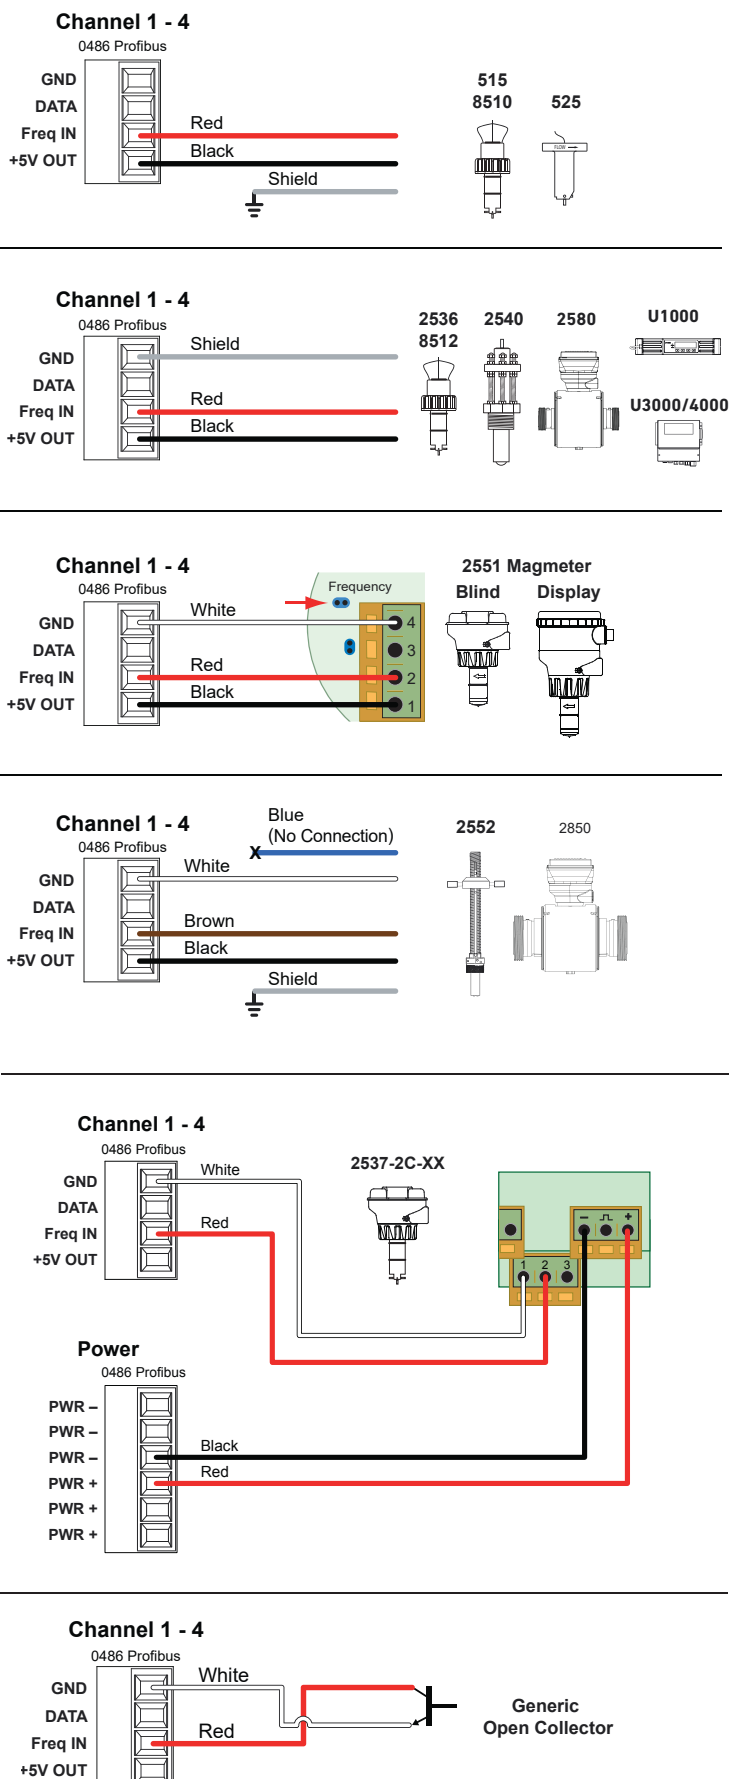 Channel 1 - 4
0486 Profibus
GND
DATA
Freq IN
+5V OUT
Red
Black
Shield
515
8510
525
FLOW
Channel 1 - 4
0486 Profibus
GND
DATA
Freq IN
+5V OUT
Shield
Red
Black
2536
8512
2540
2580
U1000
U3000/4000
Channel 1 - 4
0486 Profibus
GND
DATA
Freq IN
+5V OUT
White
Red
Black
Frequency
4
3
2
1
2551 Magmeter
Blind
Display
Channel 1 - 4
0486 Profibus
GND
DATA
Freq IN
+5V OUT
Blue
(No Connection)
X
White
Brown
Black
Shield
2552
2850
Channel 1 - 4
0486 Profibus
GND
DATA
Freq IN
+5V OUT
White
Red
2537-2C-XX
– +
1 2 3
Power
0486 Profibus
PWR –
PWR –
PWR –
PWR +
PWR +
PWR +
Black
Red
Channel 1 - 4
0486 Profibus
GND
DATA
Freq IN
+5V OUT
White
Red
Generic
Open Collector